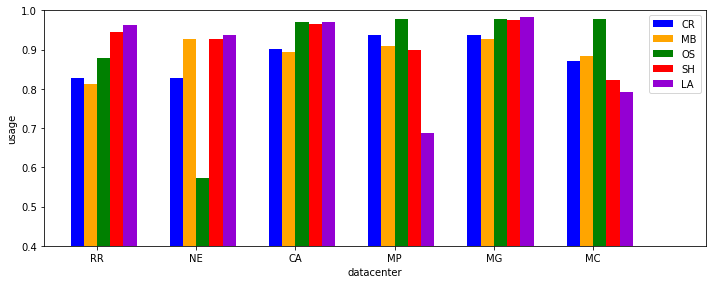 1.0
0.9
0.8
0.7
0.6
0.5
0.4
usage
RR NE CA MP MG MC
datacenter
CR
MB
OS
SH
LA